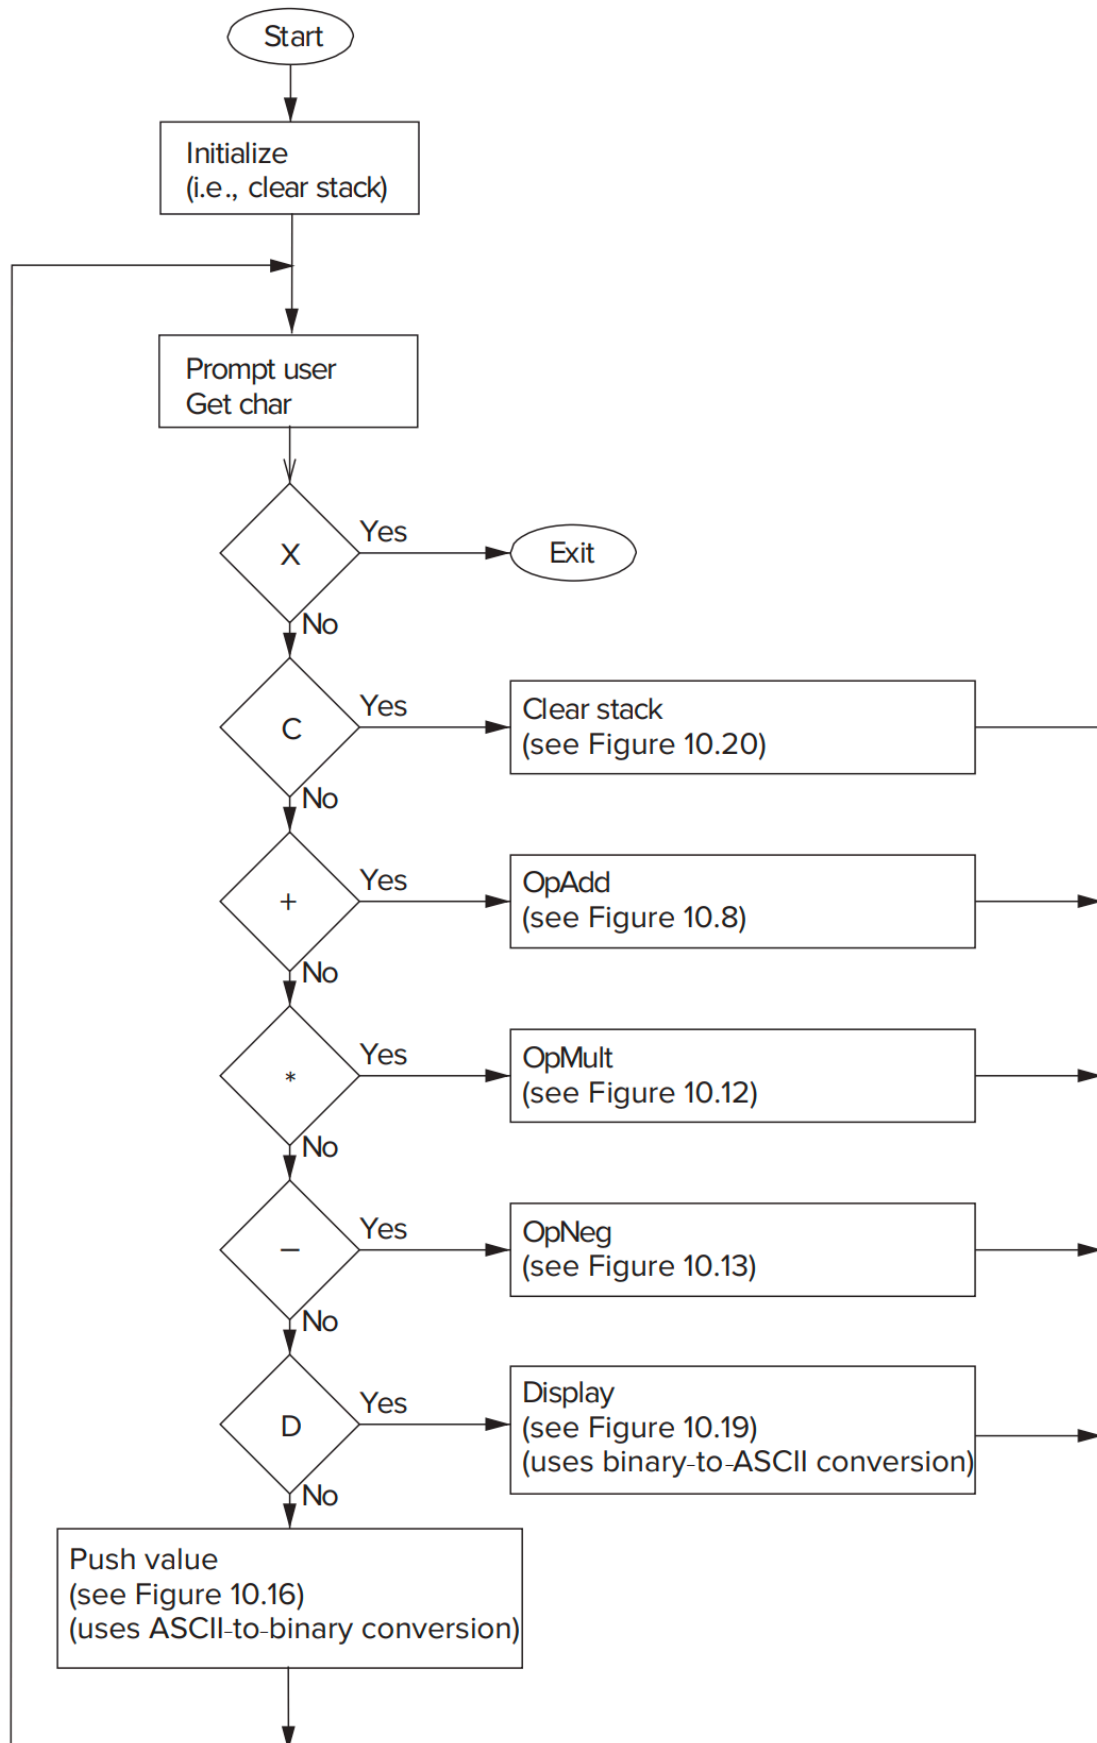 Start
Initialize
(i.e., clear stack)
Prompt user
Get char
X
Yes
Exit
No
C
Yes
Clear stack
(see Figure 10.20)
No
+
Yes
OpAdd
(see Figure 10.8)
No
*
Yes
OpMult
(see Figure 10.12)
No
−
Yes
OpNeg
(see Figure 10.13)
No
D
Yes
Display
(see Figure 10.19)
(uses binary-to-ASCII conversion)
No
Push value
(see Figure 10.16)
(uses ASCII-to-binary conversion)